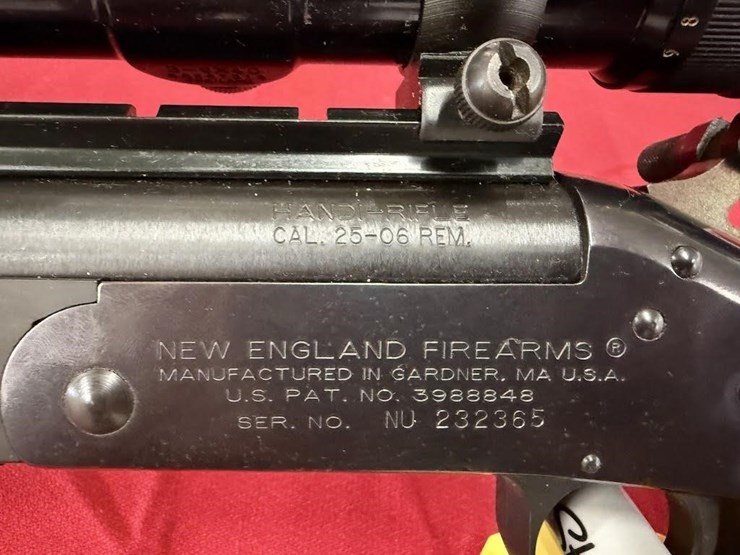 8
HANDI-RIFLE
CAL. 25-06 REM.
NEW ENGLAND FIREARMS ®
MANUFACTURED IN GARDNER, MA U.S.A.
U.S. PAT. NO. 3988848
SER. NO. NU 232365